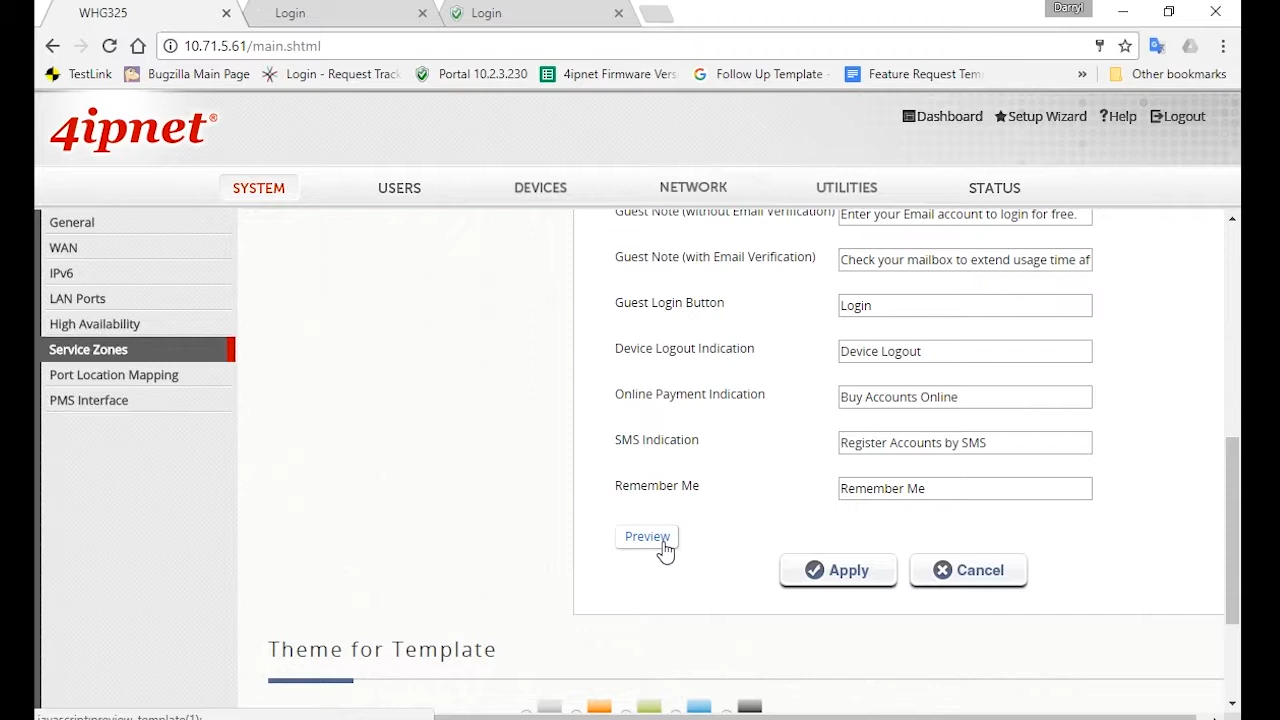 WHG325
Login
Login
Darryl
10.71.5.61/main.shtml
TestLink
Bugzilla Main Page
Login - Request Track
Portal 10.2.3.230
4ipnet Firmware Vers
Follow Up Template -
Feature Request Tem
»
Other bookmarks
4ipnet®
Dashboard
Setup Wizard
?Help
Logout
SYSTEM
USERS
DEVICES
NETWORK
UTILITIES
STATUS
General
WAN
IPv6
LAN Ports
High Availability
Service Zones
Port Location Mapping
PMS Interface
Guest Note (without Email Verification)
Enter your Email account to login for free.
Guest Note (with Email Verification)
Check your mailbox to extend usage time af
Guest Login Button
Login
Device Logout Indication
Device Logout
Online Payment Indication
Buy Accounts Online
SMS Indication
Register Accounts by SMS
Remember Me
Remember Me
Preview
Apply
Cancel
Theme for Template
javascript:preview_template(1);